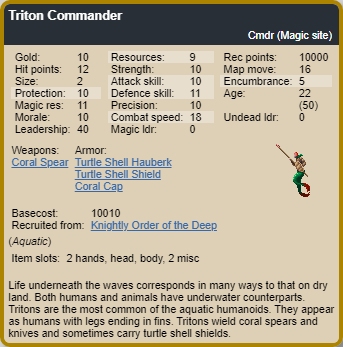 Triton Commander
Cmdr (Magic site)
Gold: 10 Resources: 9 Rec points: 10000
Hit points: 12 Strength: 10 Map move: 16
Size: 2 Attack skill: 10 Encumbrance: 5
Protection: 10 Defence skill: 11 Age: 22
Magic res: 11 Precision: 10 (50)
Morale: 10 Combat speed: 18 Undead ldr: 0
Leadership: 40 Magic ldr: 0
Weapons: Armor:
Coral Spear Turtle Shell Hauberk
Turtle Shell Shield
Coral Cap
Basecost: 10010
Recruited from: Knightly Order of the Deep
(Aquatic)
Item slots: 2 hands, head, body, 2 misc
Life underneath the waves corresponds in many ways to that on dry
land. Both humans and animals have underwater counterparts.
Tritons are the most common of the aquatic humanoids. They appear
as humans with legs ending in fins. Tritons wield coral spears and
knives and sometimes carry turtle shell shields.